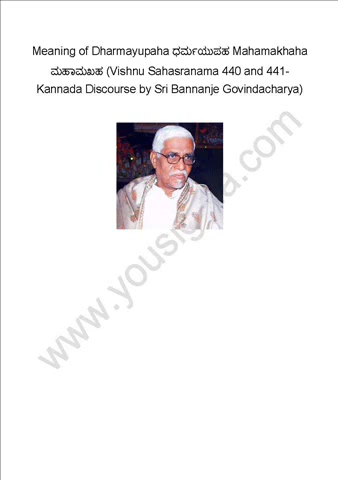 Meaning of Dharmayupaha ಧರ್ಮಯುಪಹ Mahamakhaha
ಮಹಾಮಖಹ (Vishnu Sahasranama 440 and 441-
Kannada Discourse by Sri Bannanje Govindacharya)
www.yousigma.com